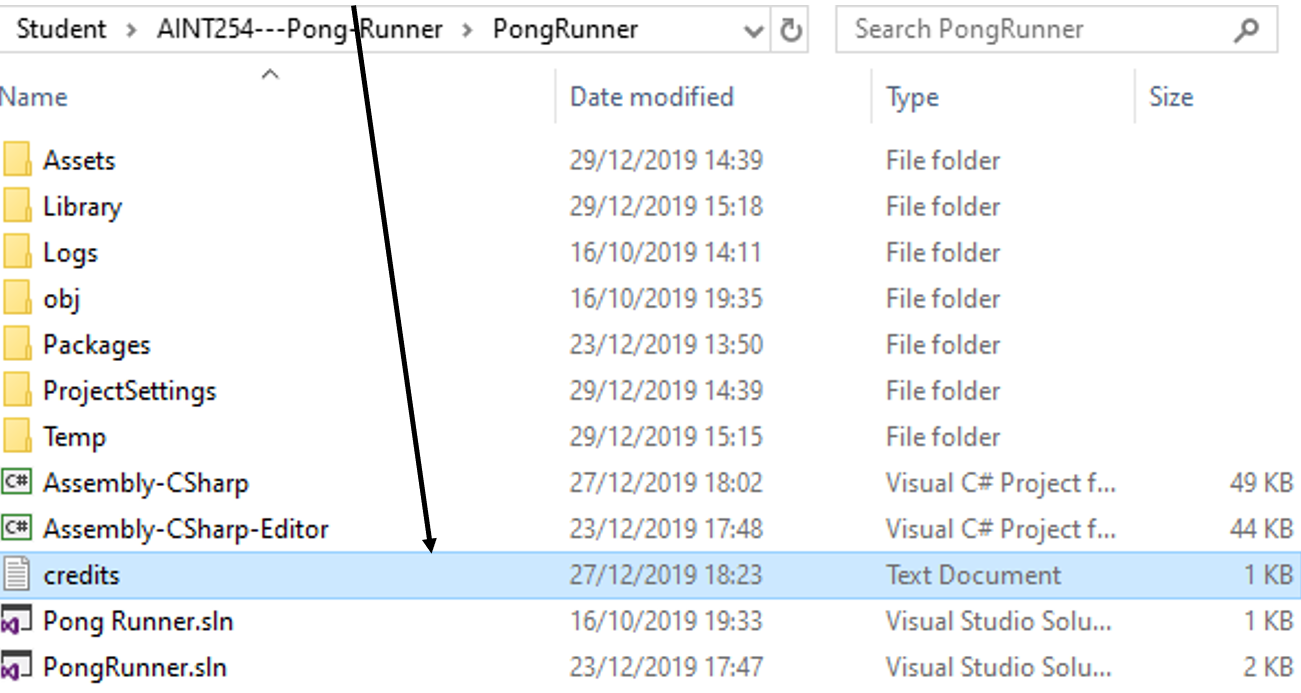 Student > AINT254---Pong-Runner > PongRunner Search PongRunner
Name Date modified Type Size
Assets 29/12/2019 14:39 File folder
Library 29/12/2019 15:18 File folder
Logs 16/10/2019 14:11 File folder
obj 16/10/2019 19:35 File folder
Packages 23/12/2019 13:50 File folder
ProjectSettings 29/12/2019 14:39 File folder
Temp 29/12/2019 15:15 File folder
C# Assembly-CSharp 27/12/2019 18:02 Visual C# Project f... 49 KB
C# Assembly-CSharp-Editor 23/12/2019 17:48 Visual C# Project f... 44 KB
credits 27/12/2019 18:23 Text Document 1 KB
Pong Runner.sln 16/10/2019 19:33 Visual Studio Solu... 1 KB
PongRunner.sln 23/12/2019 17:47 Visual Studio Solu... 2 KB